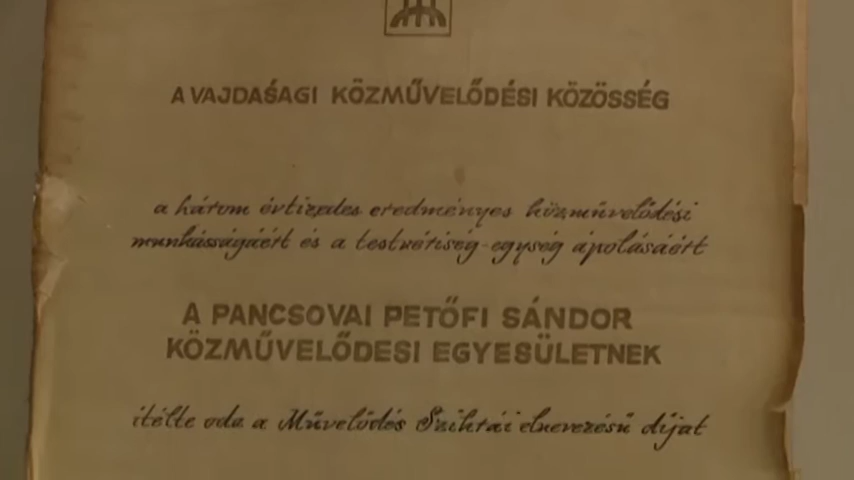 A VAJDASÁGI KÖZMŰVELŐDÉSI KÖZÖSSÉG
a három évtizedes eredményes közművelődési
munkásságáért és a testvériség-egység ápolásáért
A PANCSOVAI PETŐFI SÁNDOR
KÖZMŰVELŐDESI EGYESÜLETNEK
ítélte oda a Művelődés Szikrái elnevezésű díjat